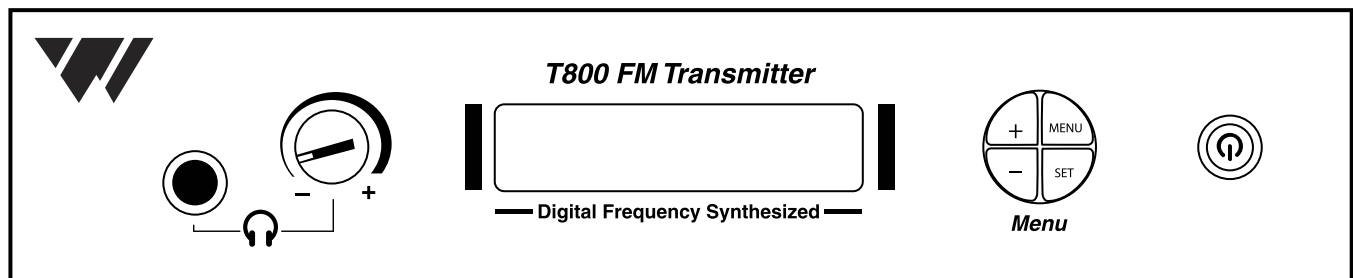 T800 FM Transmitter
− +
Digital Frequency Synthesized
+ MENU
− SET
Menu